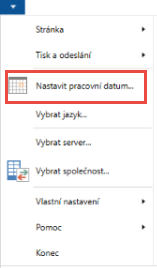 Stránka
Tisk a odeslání
Nastavit pracovní datum...
Vybrat jazyk...
Vybrat server...
Vybrat společnost...
Vlastní nastavení
Pomoc
Konec